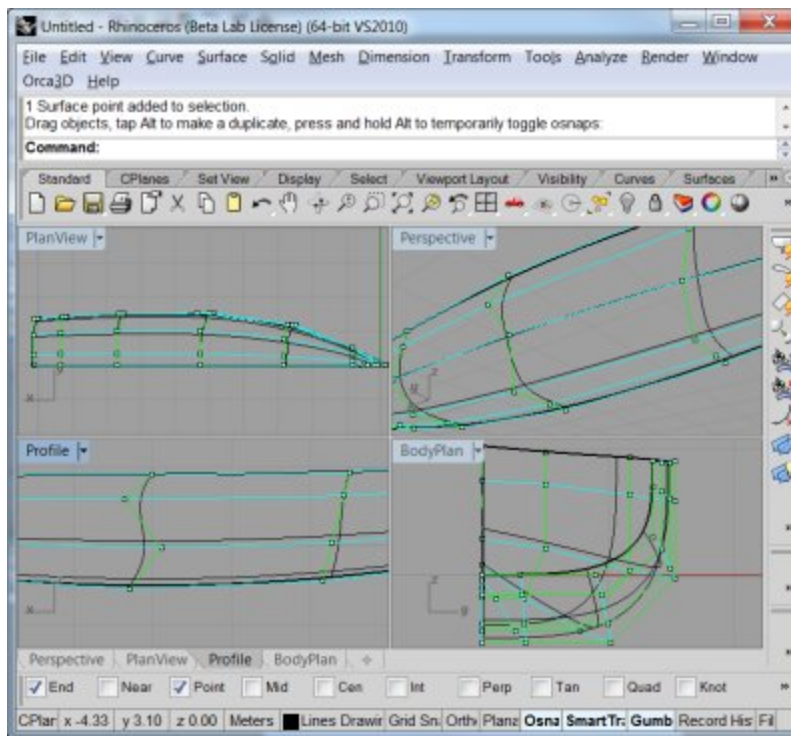 Untitled - Rhinoceros (Beta Lab License) (64-bit VS2010)
File Edit View Curve Surface Solid Mesh Dimension Transform Tools Analyze Render Window
Orca3D Help
1 Surface point added to selection.
Drag objects, tap Alt to make a duplicate, press and hold Alt to temporarily toggle osnaps:
Command:
Standard CPlanes Set View Display Select Viewport Layout Visibility Curves Surfaces
PlanView Perspective
y
x
z
y
Profile BodyPlan
z
x
z
y
Perspective PlanView Profile BodyPlan
End Near Point Mid Cen Int Perp Tan Quad Knot
CPlar x -4.33 y 3.10 z 0.00 Meters Lines Drawir Grid Sn Orth Plana Osna SmartTr Gumb Record His Fil